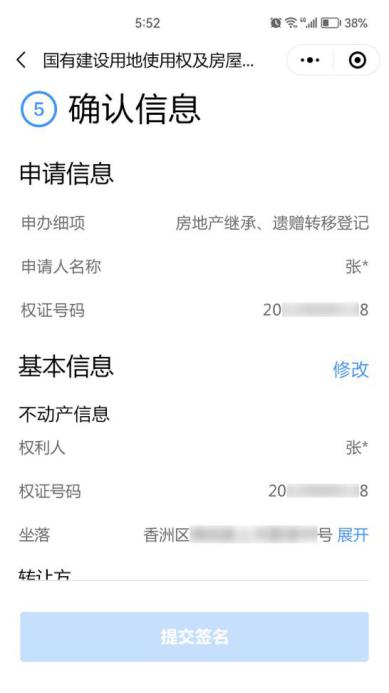 5:52
38%
国有建设用地使用权及房屋...
5 确认信息
申请信息
申办细项 房地产继承、遗赠转移登记
申请人名称 张*
权证号码 20 8
基本信息 修改
不动产信息
权利人 张*
权证号码 20 8
坐落 香洲区 号 展开
转让方
提交签名